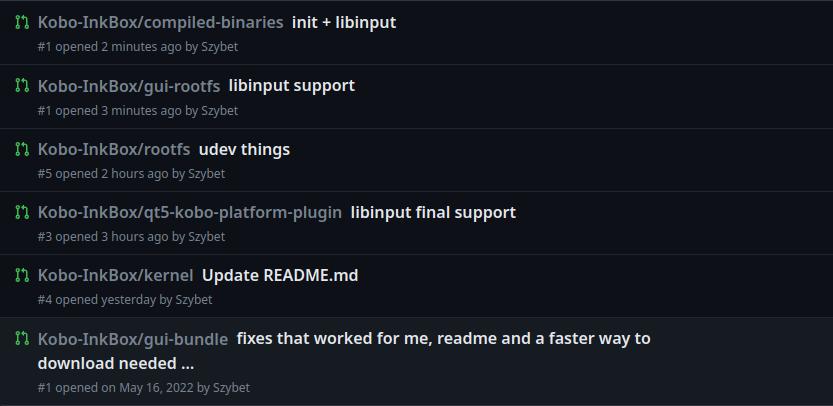 Kobo-InkBox/compiled-binaries init + libinput
#1 opened 2 minutes ago by Szybet
Kobo-InkBox/gui-rootfs libinput support
#1 opened 3 minutes ago by Szybet
Kobo-InkBox/rootfs udev things
#5 opened 2 hours ago by Szybet
Kobo-InkBox/qt5-kobo-platform-plugin libinput final support
#3 opened 3 hours ago by Szybet
Kobo-InkBox/kernel Update README.md
#4 opened yesterday by Szybet
Kobo-InkBox/gui-bundle fixes that worked for me, readme and a faster way to
download needed ...
#1 opened on May 16, 2022 by Szybet